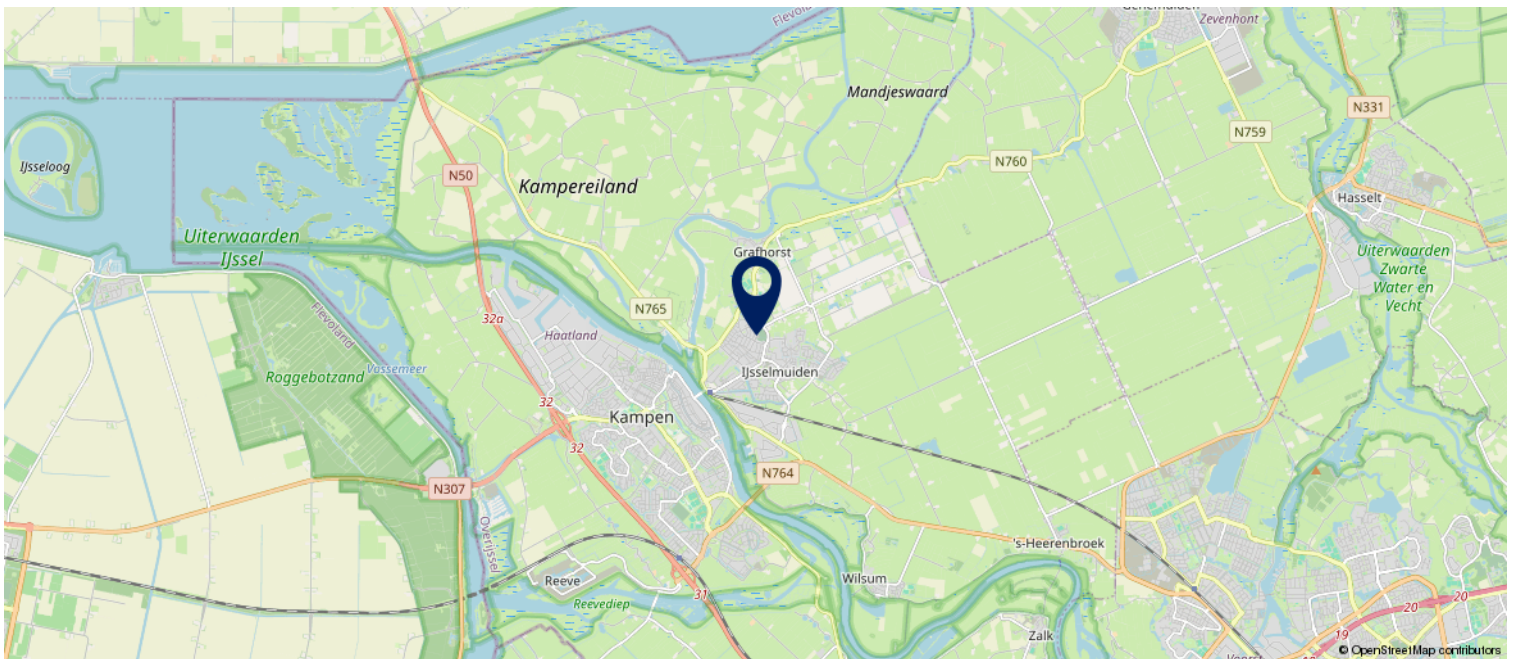 Zevenhont
Mandjeswaard
N331
N759
IJsseloog
N50
N760
Kampereiland
Hasselt
Uiterwaarden
IJssel
Grafhorst
Uiterwaarden
Zwarte
Water en
Vecht
Flevoland
N765
32a
Haatland
Vossemeer
Roggebotzand
IJsselmuiden
32
Kampen
32
N764
N307
Overijssel
's-Heerenbroek
Reeve
Wilsum
Reevediep
31
20
20
19
Zalk
© OpenStreetMap contributors